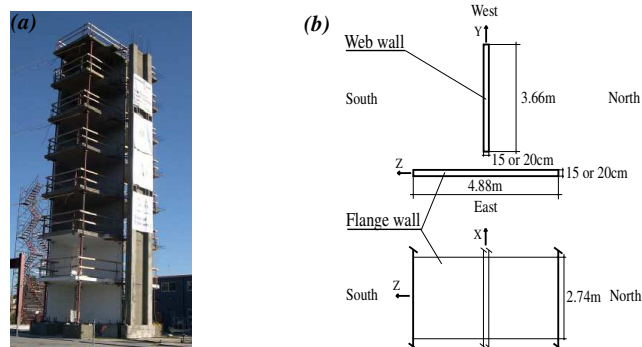 (a)
(b)
West
Y
Web wall
3.66m
South
North
15 or 20cm
Z
15 or 20cm
4.88m
Flange wall
East
X
Z
South
2.74m
North